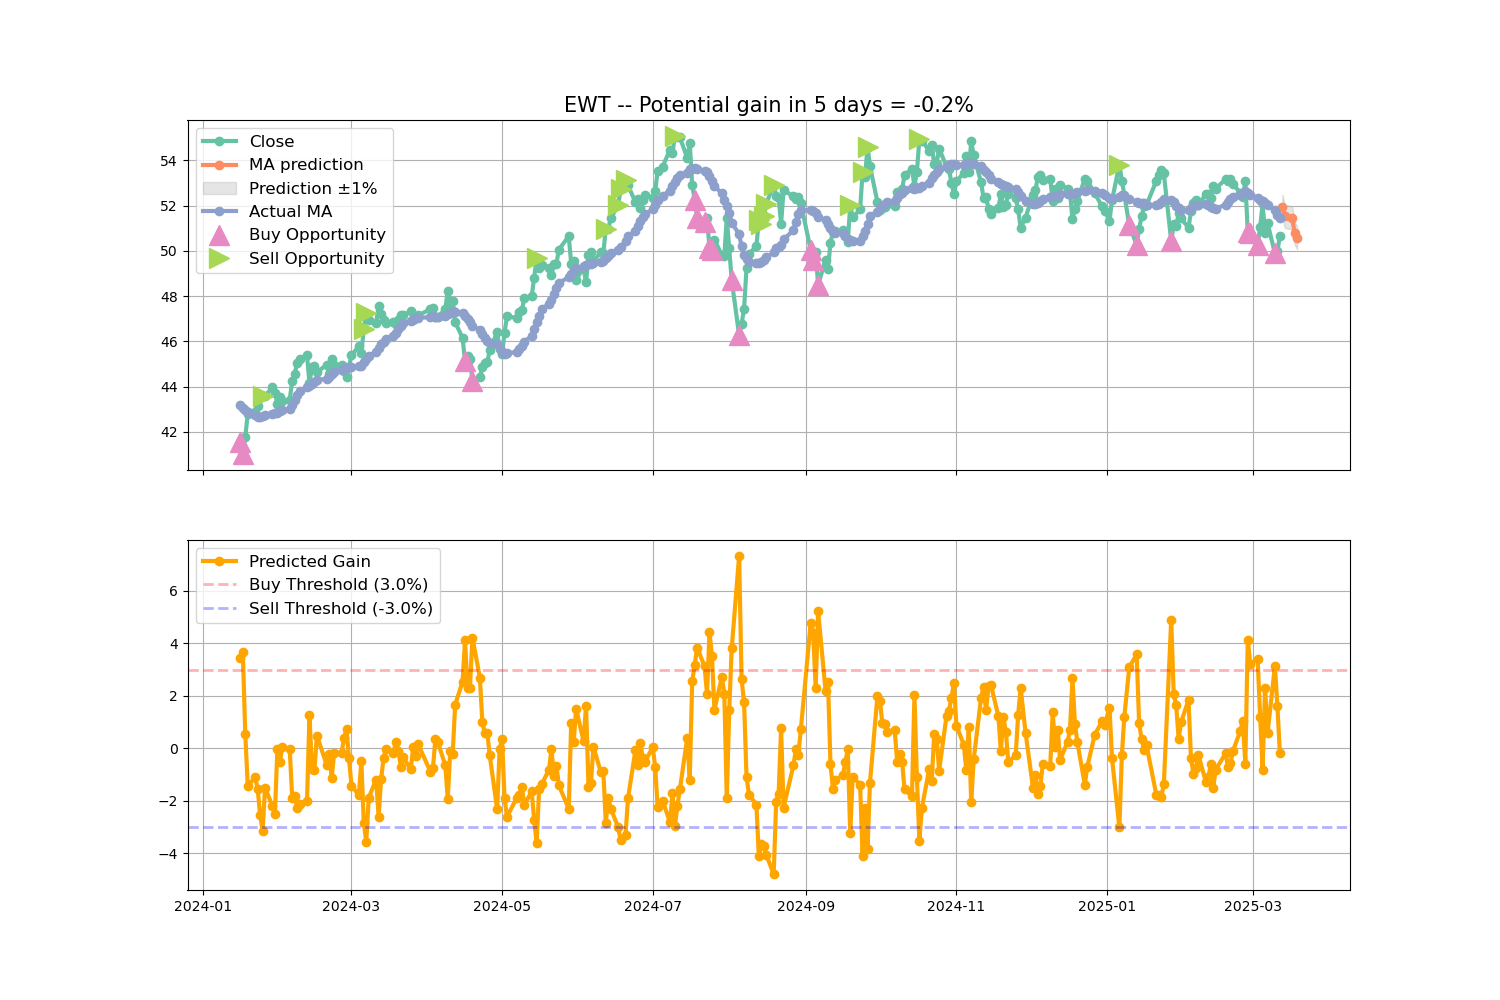 EWT -- Potential gain in 5 days = -0.2%
Close
MA prediction
Prediction ±1%
Actual MA
Buy Opportunity
Sell Opportunity
54
52
50
48
46
44
42
Predicted Gain
Buy Threshold (3.0%)
Sell Threshold (-3.0%)
6
4
2
0
−2
−4
2024-01 2024-03 2024-05 2024-07 2024-09 2024-11 2025-01 2025-03